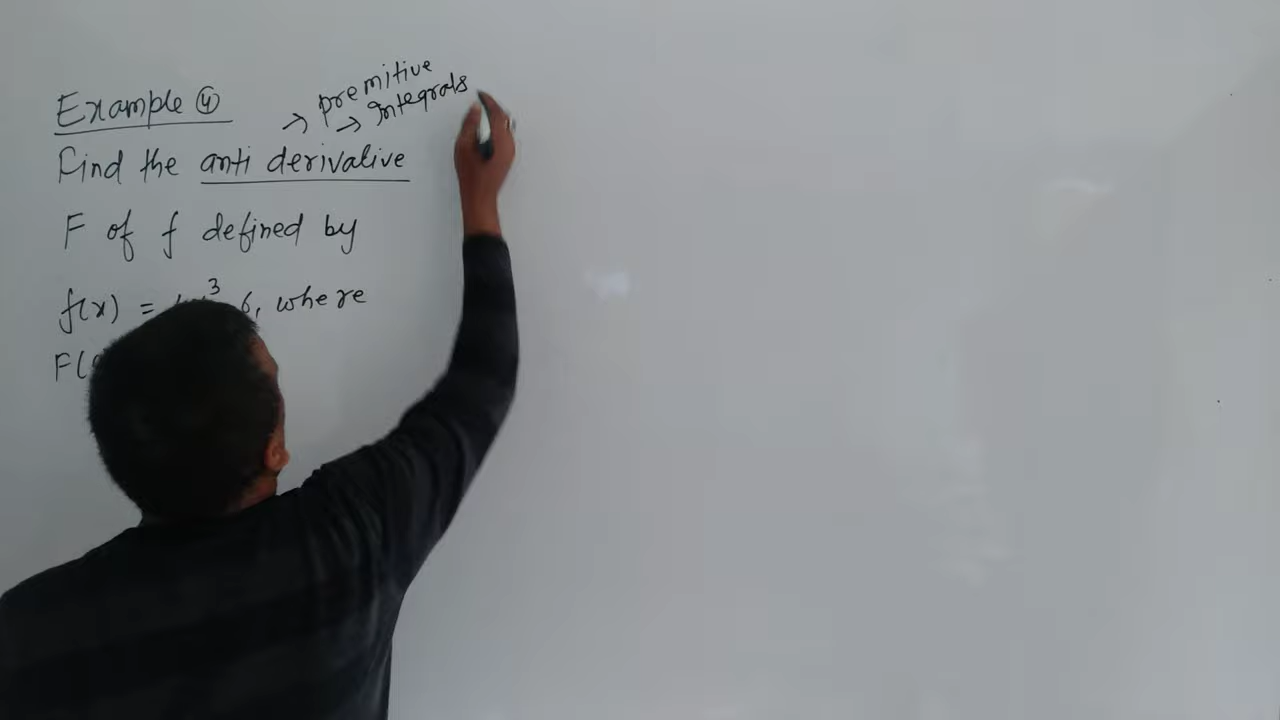 Example ④
→ premitive
→ Integrals
Find the anti derivative
F of f defined by
f(x) = 3 6, where
F(